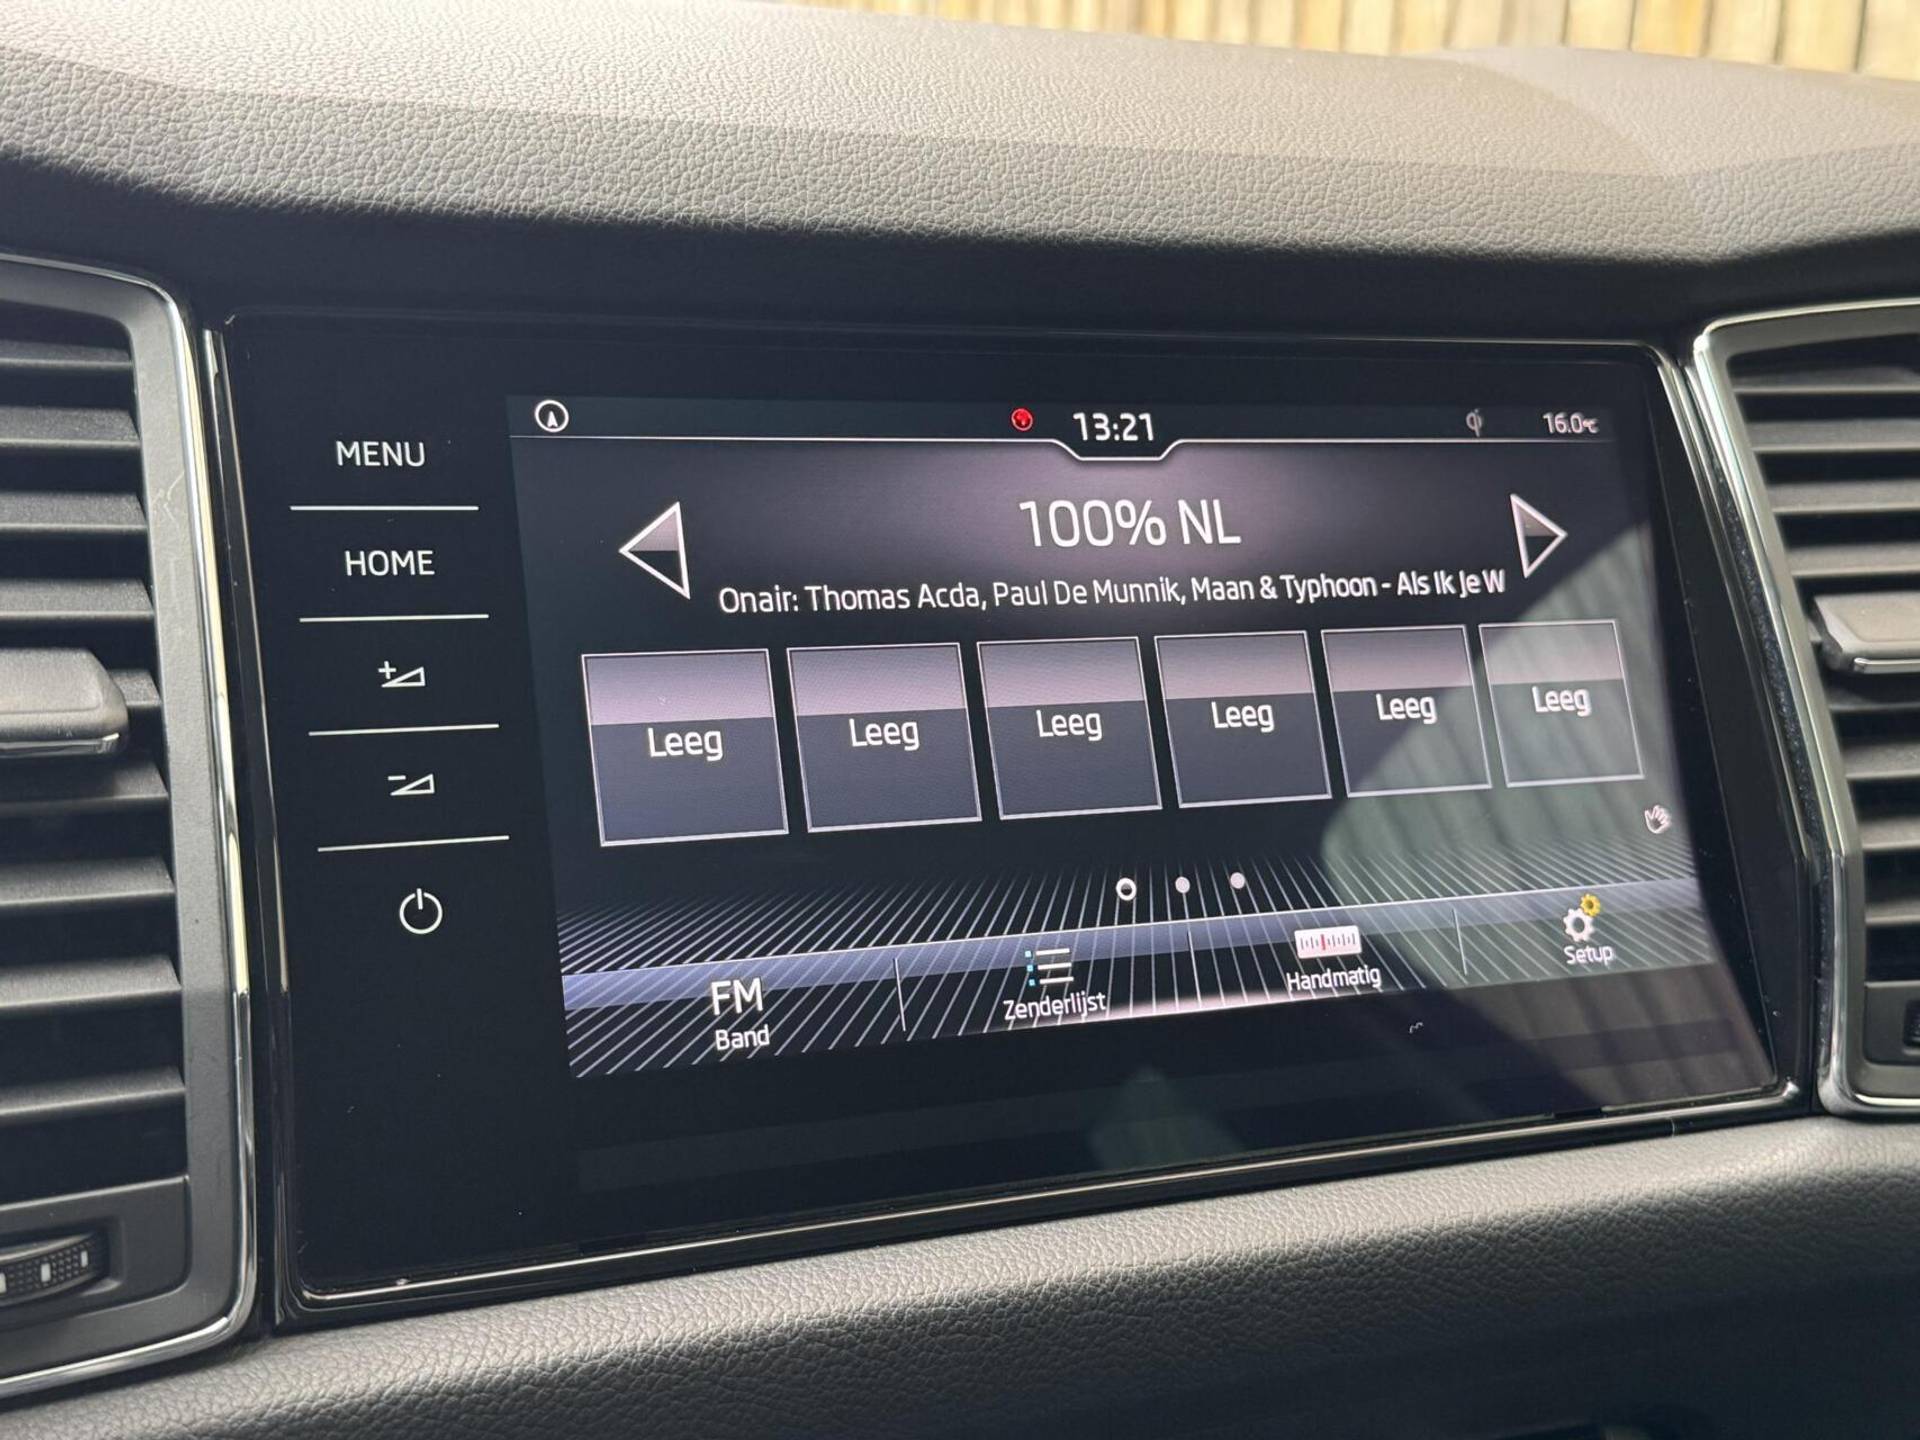 MENU
HOME
13:21
16.0°C
100% NL
Onair: Thomas Acda, Paul De Munnik, Maan & Typhoon - Als Ik Je W
Leeg
Leeg
Leeg
Leeg
Leeg
Leeg
FM
Band
Zenderlijst
Handmatig
Setup